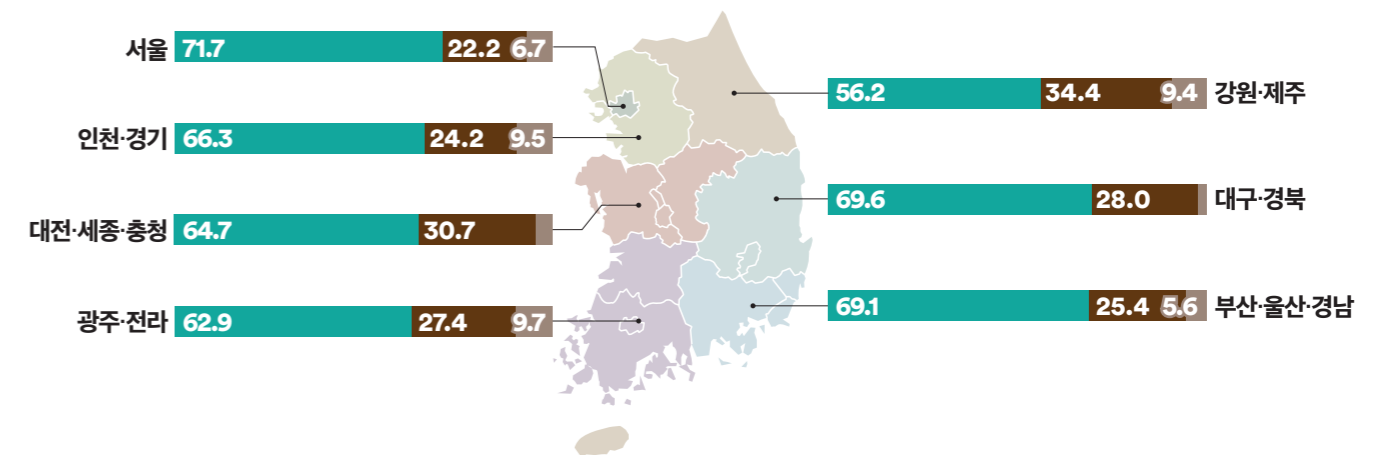 서울 71.7 22.2 6.7
인천·경기 66.3 24.2 9.5
대전·세종·충청 64.7 30.7
광주·전라 62.9 27.4 9.7
56.2 34.4 9.4 강원·제주
69.6 28.0 대구·경북
69.1 25.4 5.6 부산·울산·경남